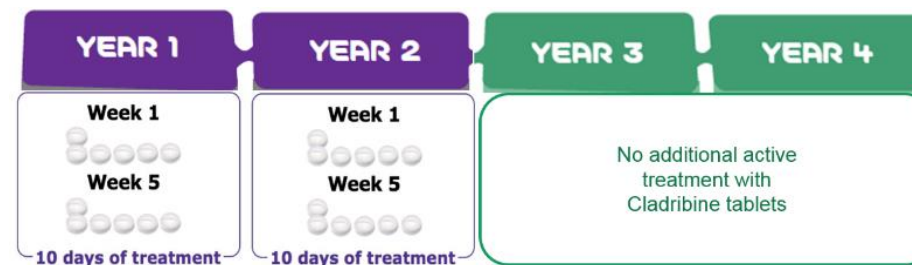 YEAR 1
YEAR 2
YEAR 3
YEAR 4
Week 1
Week 5
10 days of treatment
Week 1
Week 5
10 days of treatment
No additional active
treatment with
Cladribine tablets